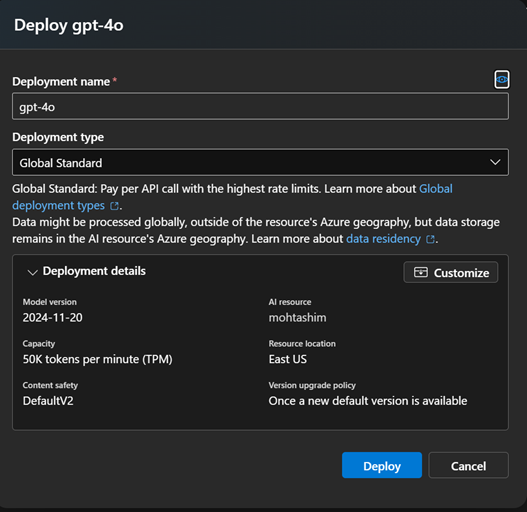 Deploy gpt-4o
Deployment name *
gpt-4o
Deployment type
Global Standard
Global Standard: Pay per API call with the highest rate limits. Learn more about Global
deployment types .
Data might be processed globally, outside of the resource's Azure geography, but data storage
remains in the AI resource's Azure geography. Learn more about data residency .
Deployment details
Customize
Model version
2024-11-20
AI resource
mohtashim
Capacity
50K tokens per minute (TPM)
Resource location
East US
Content safety
DefaultV2
Version upgrade policy
Once a new default version is available
Deploy
Cancel